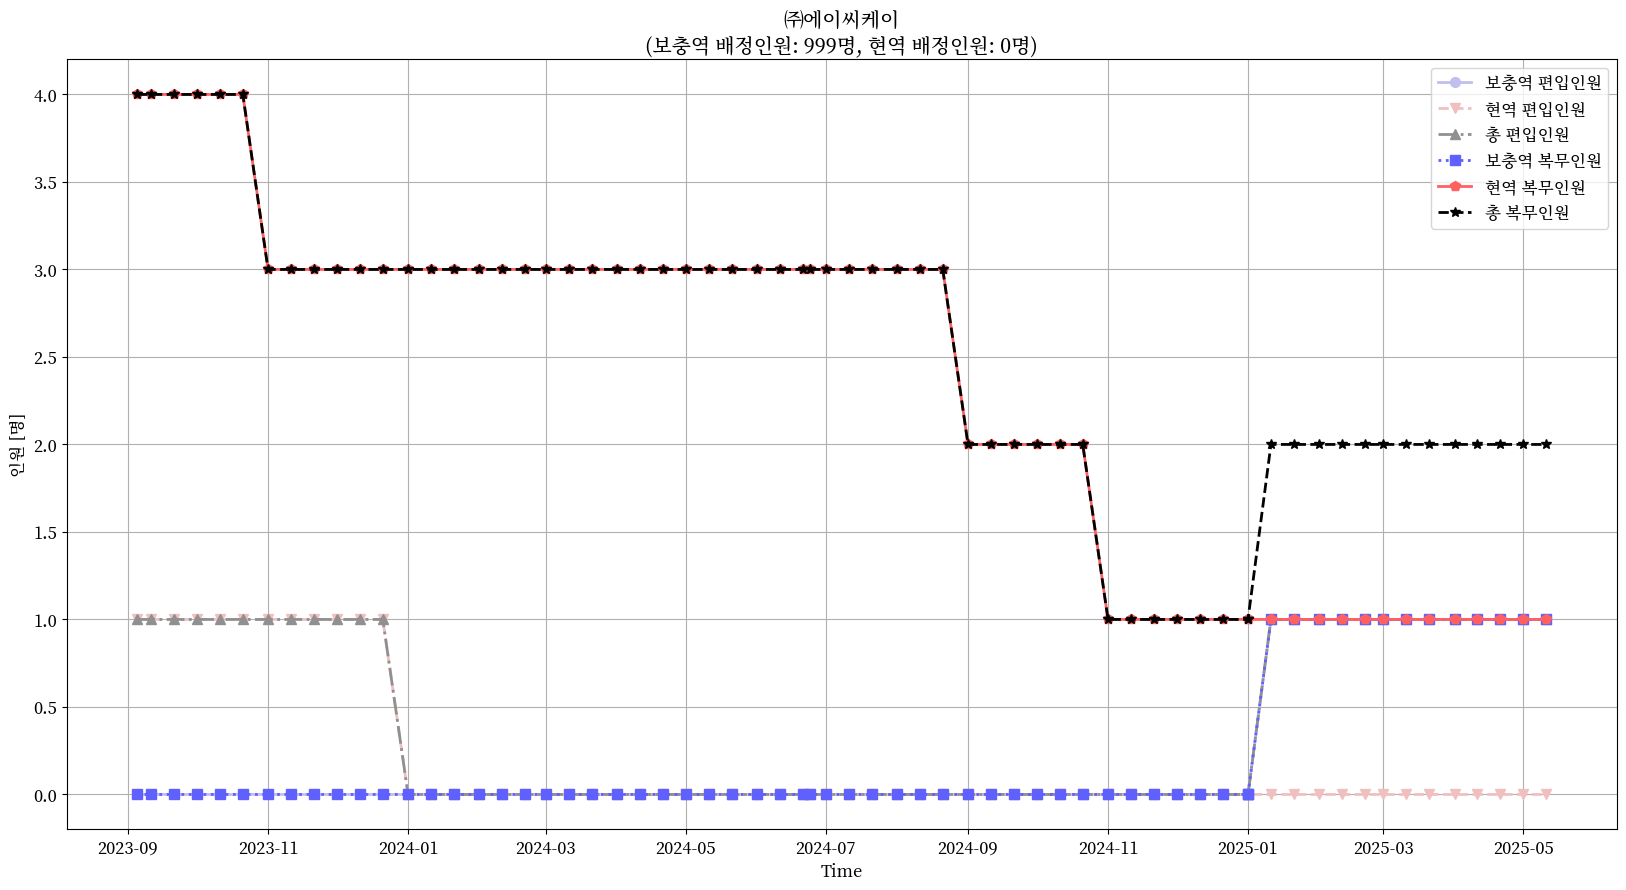 ㈜에이씨케이
(보충역 배정인원: 999명, 현역 배정인원: 0명)
보충역 편입인원
현역 편입인원
총 편입인원
보충역 복무인원
현역 복무인원
총 복무인원
인원 [명]
4.0
3.5
3.0
2.5
2.0
1.5
1.0
0.5
0.0
2023-09 2023-11 2024-01 2024-03 2024-05 2024-07 2024-09 2024-11 2025-01 2025-03 2025-05
Time